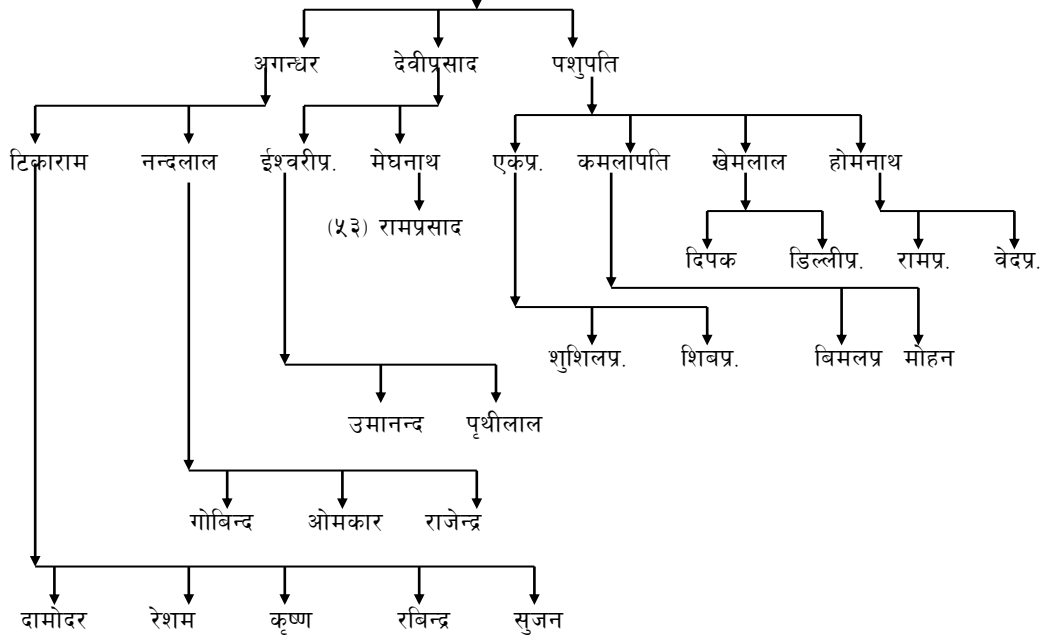 अगन्धर देवीप्रसाद पशुपति
टिकाराम नन्दलाल ईश्वरीप्र. मेघनाथ एकप्र. कमलापति खेमलाल होमनाथ
(५३) रामप्रसाद
दिपक डिल्लीप्र. रामप्र. वेदप्र.
शुशिलप्र. शिबप्र. बिमलप्र मोहन
उमानन्द पृथीलाल
गोबिन्द ओमकार राजेन्द्र
दामोदर रेशम कृष्ण रबिन्द्र सुजन